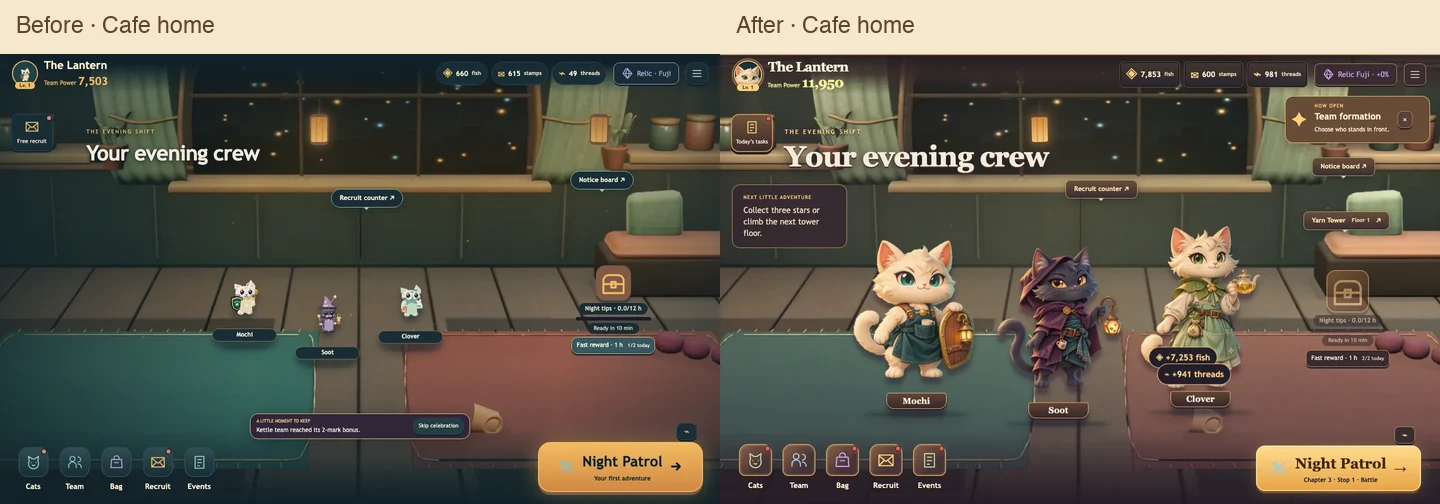 Before · Cafe home
The Lantern
Team Power 7,503
Lv. 1
660 fish
615 stamps
49 threads
Relic · Fuji
Free recruit
THE EVENING SHIFT
Your evening crew
Notice board ↗
Recruit counter ↗
Night tips · 0.0/12 h
Ready in 10 min
Fast reward · 1 h 1/2 today
Mochi
Soot
Clover
A LITTLE MOMENT TO KEEP
Kettle team reached its 2-mark bonus.
Skip celebration
Night Patrol →
Your first adventure
Cats
Team
Bag
Recruit
Events
After · Cafe home
The Lantern
Team Power 11,950
Lv. 1
7,853 fish
600 stamps
981 threads
Relic Fuji · +0%
NOW OPEN
Team formation
Choose who stands in front.
×
Today's tasks
THE EVENING SHIFT
Your evening crew
Notice board ↗
Recruit counter ↗
NEXT LITTLE ADVENTURE
Collect three stars or
climb the next tower
floor.
Yarn Tower Floor 1 ↗
Night tips · 0.0/12 h
Ready in 10 min
Fast reward · 1 h 2/2 today
+7,253 fish
+941 threads
Mochi
Soot
Clover
Night Patrol →
Chapter 3 · Stop 1 · Battle
Cats
Team
Bag
Recruit
Events